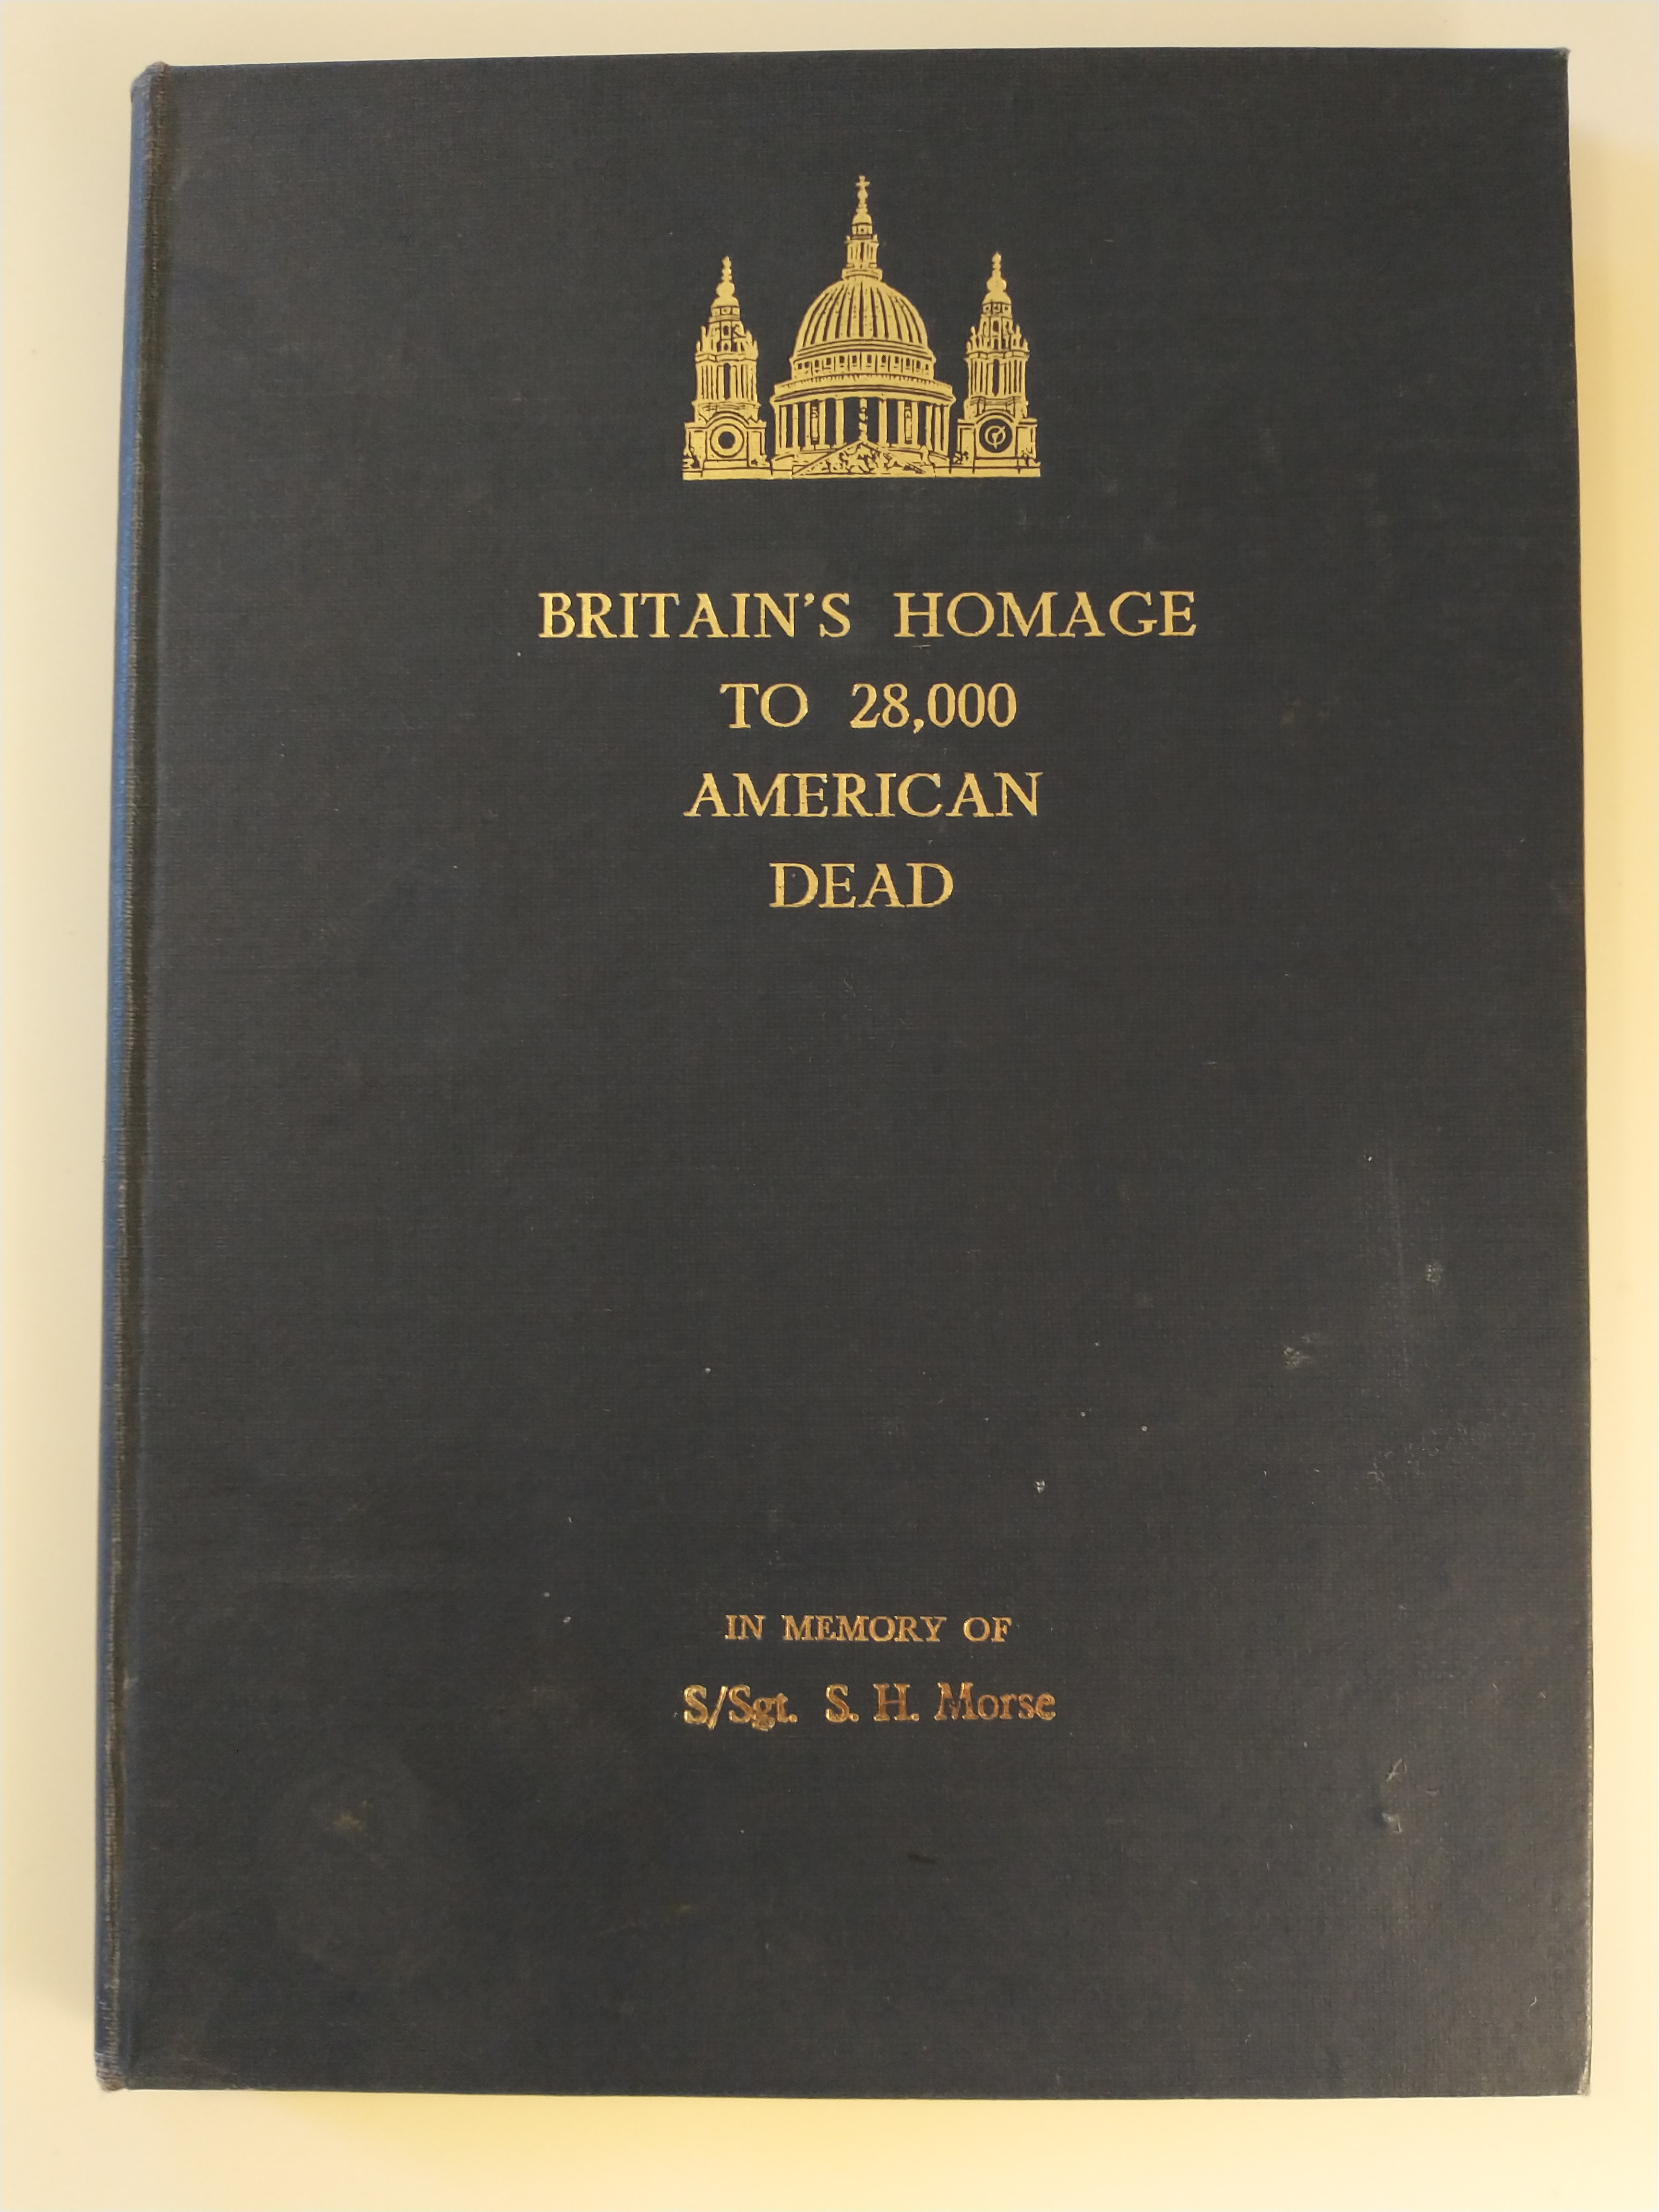 BRITAIN'S HOMAGE
TO 28,000
AMERICAN
DEAD
IN MEMORY OF
S/Sgt. S. H. Morse